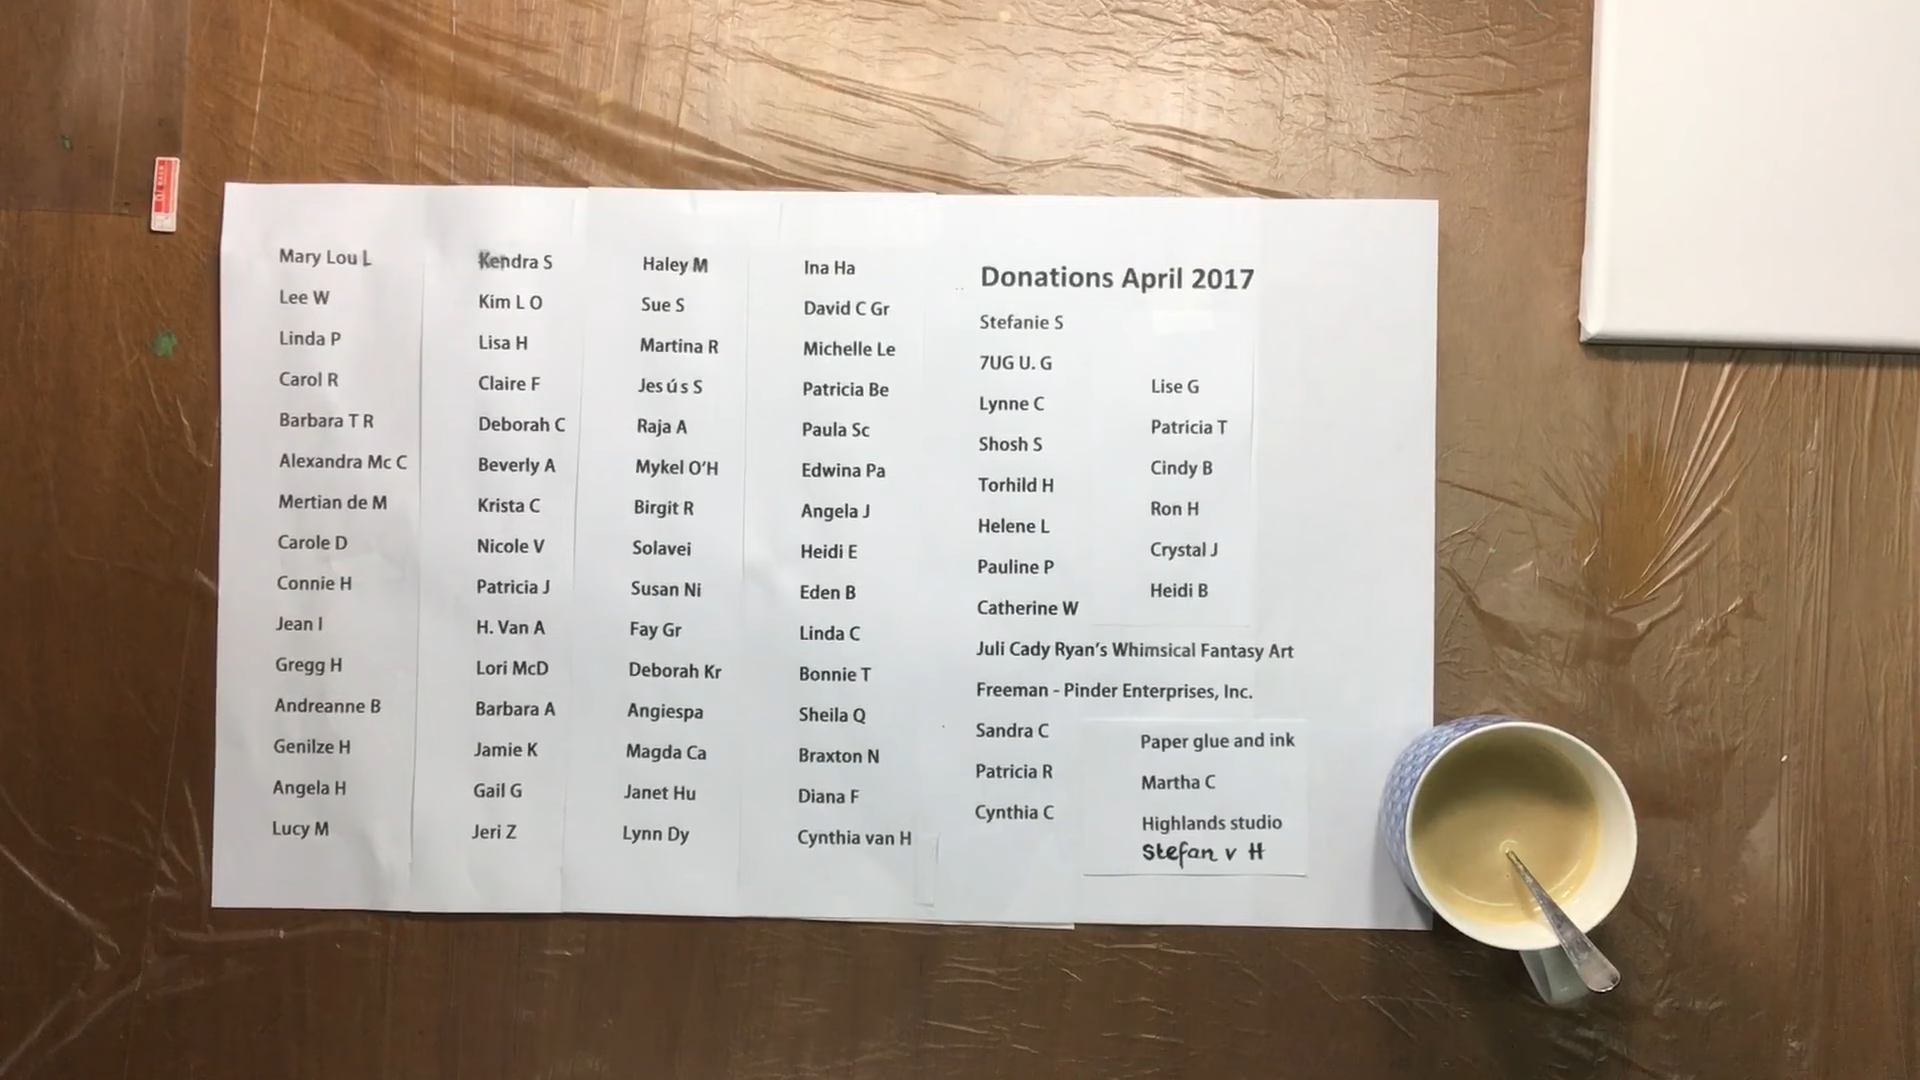 Mary Lou L
Lee W
Linda P
Carol R
Barbara T R
Alexandra Mc C
Mertian de M
Carole D
Connie H
Jean I
Gregg H
Andreanne B
Genilze H
Angela H
Lucy M
Kendra S
Kim L O
Lisa H
Claire F
Deborah C
Beverly A
Krista C
Nicole V
Patricia J
H. Van A
Lori McD
Barbara A
Jamie K
Gail G
Jeri Z
Haley M
Sue S
Martina R
Jesús S
Raja A
Mykel O’H
Birgit R
Solavei
Susan Ni
Fay Gr
Deborah Kr
Angiespa
Magda Ca
Janet Hu
Lynn Dy
Ina Ha
David C Gr
Michelle Le
Patricia Be
Paula Sc
Edwina Pa
Angela J
Heidi E
Eden B
Linda C
Bonnie T
Sheila Q
Braxton N
Diana F
Cynthia van H
Donations April 2017
Stefanie S
7UG U. G
Lynne C
Shosh S
Torhild H
Helene L
Pauline P
Catherine W
Lise G
Patricia T
Cindy B
Ron H
Crystal J
Heidi B
Juli Cady Ryan’s Whimsical Fantasy Art
Freeman - Pinder Enterprises, Inc.
Sandra C
Patricia R
Cynthia C
Paper glue and ink
Martha C
Highlands studio
Stefan v H